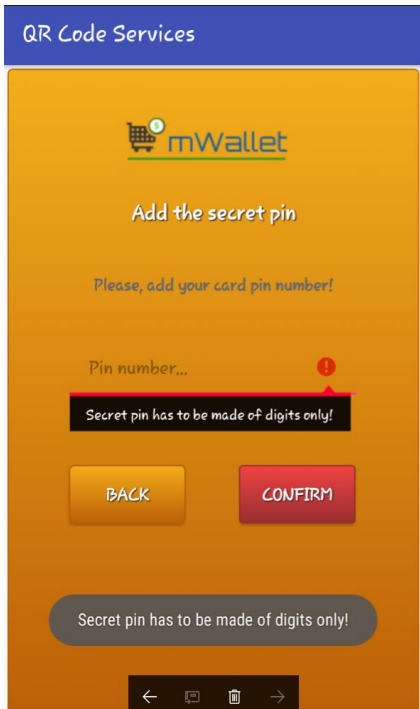 QR Code Services
$
mWallet
Add the secret pin
Please, add your card pin number!
Pin number...
!
Secret pin has to be made of digits only!
BACK
CONFIRM
Secret pin has to be made of digits only!